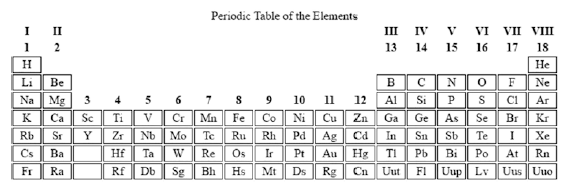 Periodic Table of the Elements
I II III IV V VI VII VIII
1 2 13 14 15 16 17 18
H He
Li Be B C N O F Ne
Na Mg 3 4 5 6 7 8 9 10 11 12 Al Si P S Cl Ar
K Ca Sc Ti V Cr Mn Fe Co Ni Cu Zn Ga Ge As Se Br Kr
Rb Sr Y Zr Nb Mo Tc Ru Rh Pd Ag Cd In Sn Sb Te I Xe
Cs Ba Hf Ta W Re Os Ir Pt Au Hg Tl Pb Bi Po At Rn
Fr Ra Rf Db Sg Bh Hs Mt Ds Rg Cn Uut Fl Uup Lv Uus Uuo